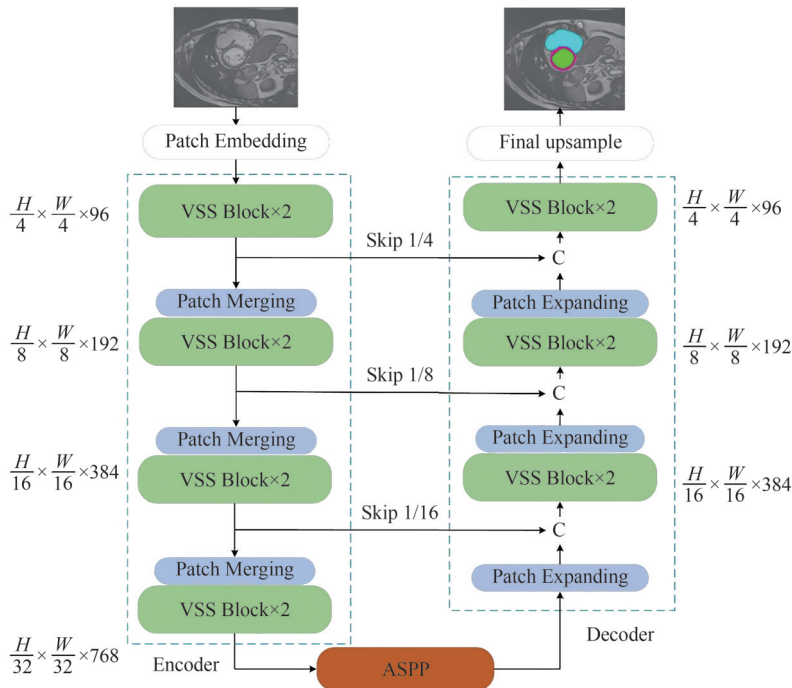 Patch Embedding
Final upsample
H/4 × W/4 ×96
VSS Block×2
VSS Block×2
H/4 × W/4 ×96
Skip 1/4
C
Patch Merging
Patch Expanding
H/8 × W/8 ×192
VSS Block×2
VSS Block×2
H/8 × W/8 ×192
Skip 1/8
C
Patch Merging
Patch Expanding
H/16 × W/16 ×384
VSS Block×2
VSS Block×2
H/16 × W/16 ×384
Skip 1/16
C
Patch Merging
Patch Expanding
VSS Block×2
H/32 × W/32 ×768
Encoder
Decoder
ASPP